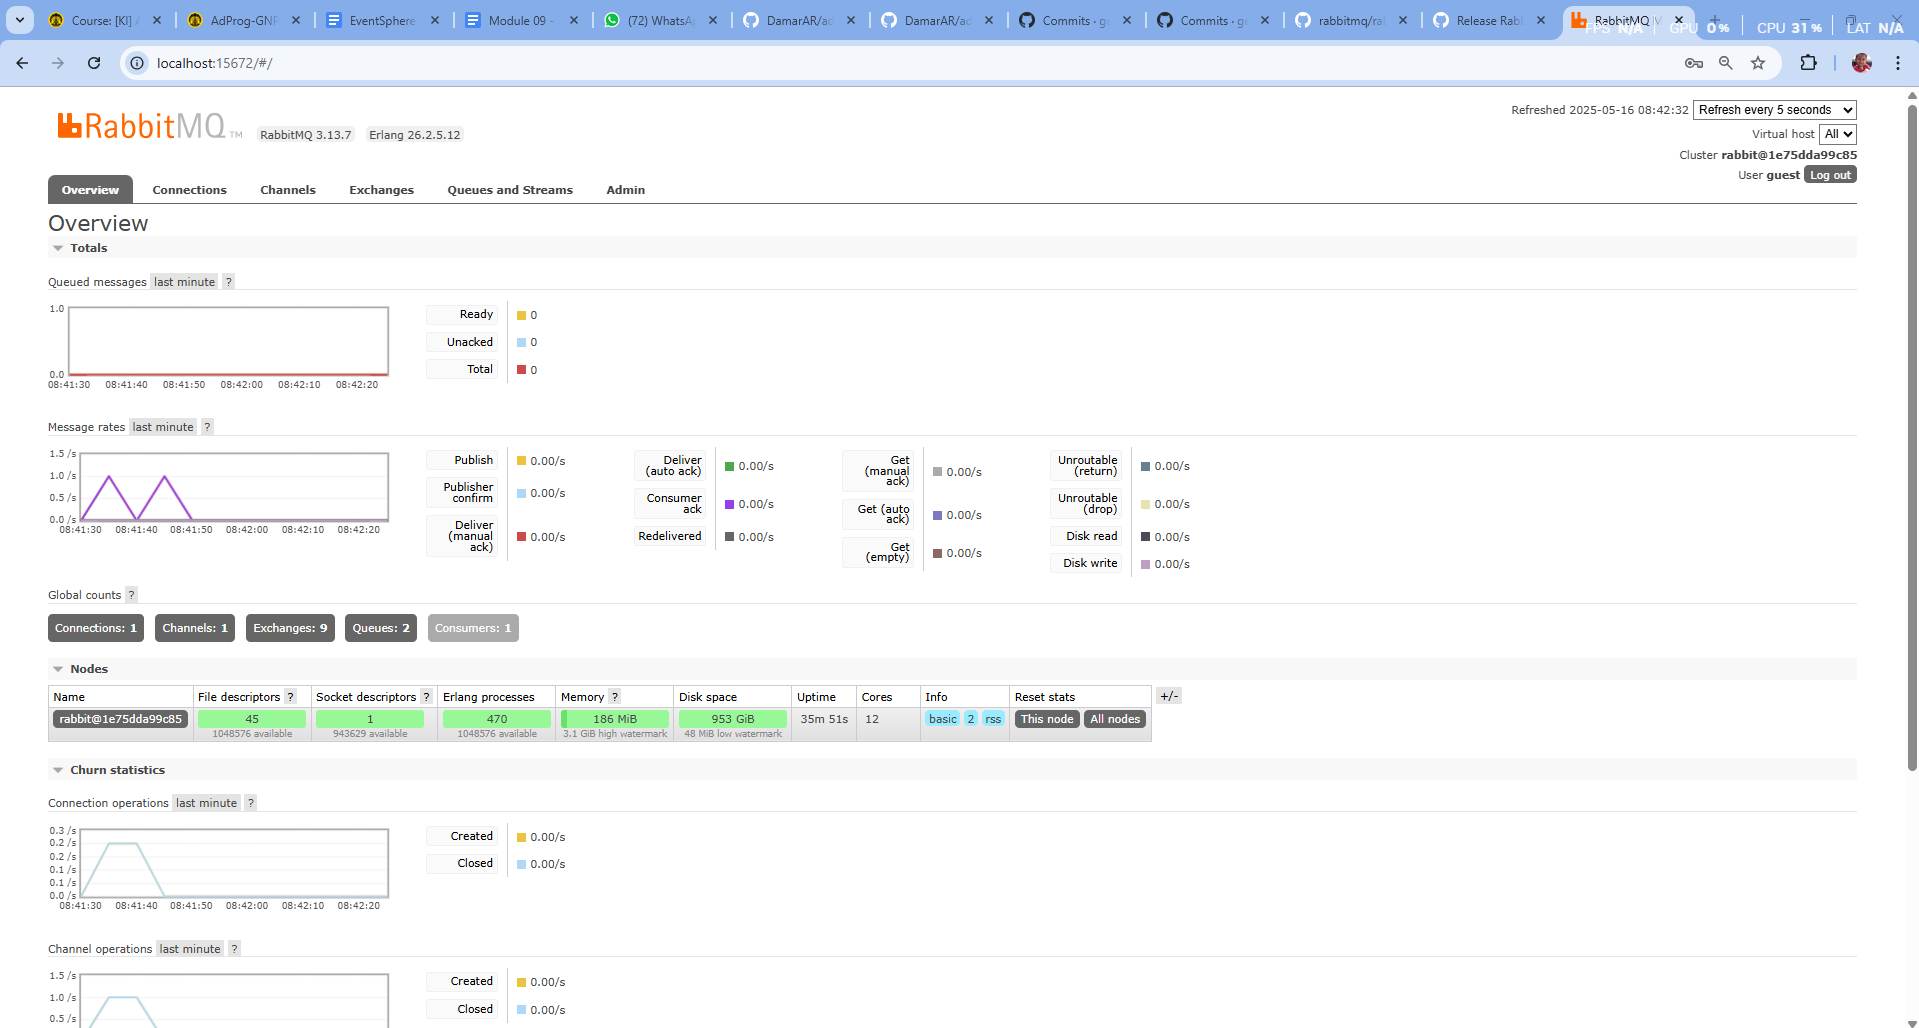 Course: [KI] A
AdProg-GNP
EventSphere
Module 09 -
(72) WhatsAp
DamarAR/ad
DamarAR/ad
Commits · ge
Commits · ge
rabbitmq/ra
Release Rab
RabbitMQ M
FPS N/A GPU 0% CPU 31% LAT N/A
localhost:15672/#/
RabbitMQ TM RabbitMQ 3.13.7 Erlang 26.2.5.12
Refreshed 2025-05-16 08:42:32 Refresh every 5 seconds
Virtual host All
Cluster rabbit@1e75dda99c85
User guest Log out
Overview Connections Channels Exchanges Queues and Streams Admin
Overview
Totals
Queued messages last minute ?
1.0
0.0
08:41:30 08:41:40 08:41:50 08:42:00 08:42:10 08:42:20
Ready 0
Unacked 0
Total 0
Message rates last minute ?
1.5 /s
1.0 /s
0.5 /s
0.0 /s
08:41:30 08:41:40 08:41:50 08:42:00 08:42:10 08:42:20
Publish 0.00/s
Publisher confirm 0.00/s
Deliver (manual ack) 0.00/s
Deliver (auto ack) 0.00/s
Consumer ack 0.00/s
Redelivered 0.00/s
Get (manual ack) 0.00/s
Get (auto ack) 0.00/s
Get (empty) 0.00/s
Unroutable (return) 0.00/s
Unroutable (drop) 0.00/s
Disk read 0.00/s
Disk write 0.00/s
Global counts ?
Connections: 1 Channels: 1 Exchanges: 9 Queues: 2 Consumers: 1
Nodes
Name File descriptors ? Socket descriptors ? Erlang processes Memory ? Disk space Uptime Cores Info Reset stats +/-
rabbit@1e75dda99c85 45 1 470 186 MiB 953 GiB 35m 51s 12 basic 2 rss This node All nodes
1048576 available 943629 available 1048576 available 3.1 GiB high watermark 48 MiB low watermark
Churn statistics
Connection operations last minute ?
0.3 /s
0.2 /s
0.2 /s
0.1 /s
0.1 /s
0.0 /s
08:41:30 08:41:40 08:41:50 08:42:00 08:42:10 08:42:20
Created 0.00/s
Closed 0.00/s
Channel operations last minute ?
1.5 /s
1.0 /s
0.5 /s
Created 0.00/s
Closed 0.00/s